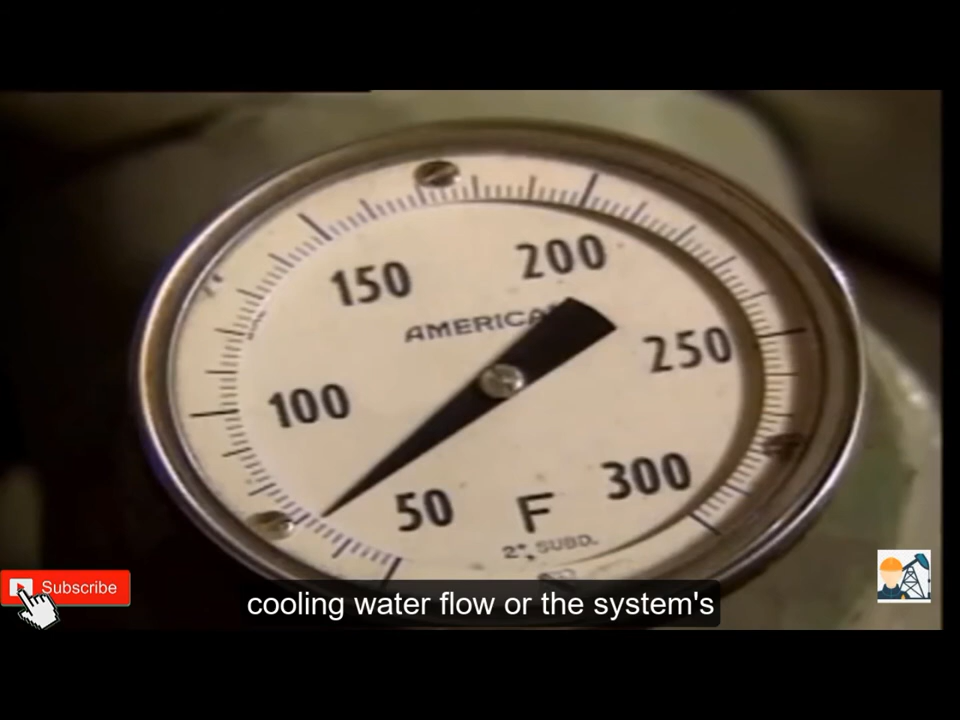 200
150
AMERICA
250
100
300
50
F
2° SUBD.
Subscribe
cooling water flow or the system's